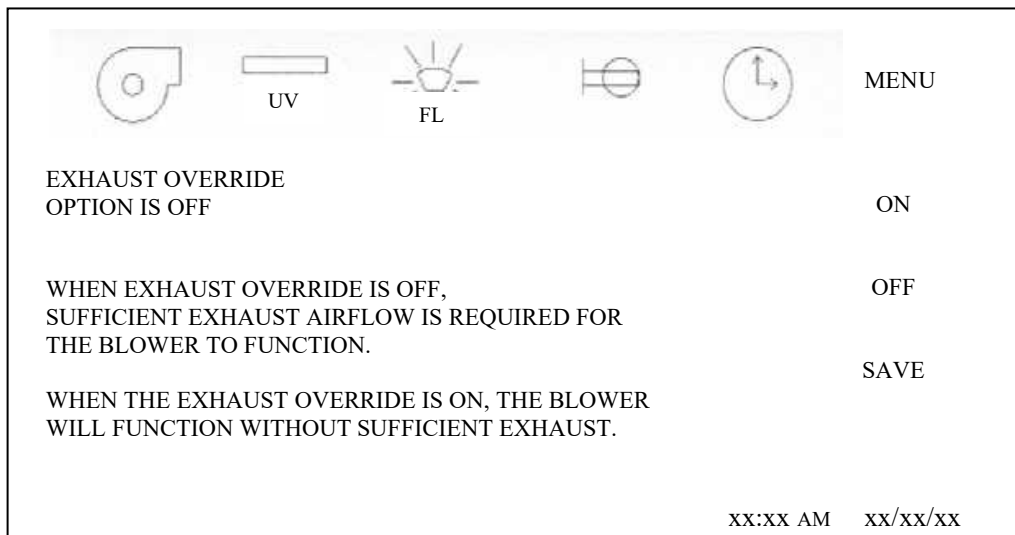 UV
FL
MENU
EXHAUST OVERRIDE
OPTION IS OFF
ON
WHEN EXHAUST OVERRIDE IS OFF,
SUFFICIENT EXHAUST AIRFLOW IS REQUIRED FOR
THE BLOWER TO FUNCTION.
OFF
SAVE
WHEN THE EXHAUST OVERRIDE IS ON, THE BLOWER
WILL FUNCTION WITHOUT SUFFICIENT EXHAUST.
xx:xx AM xx/xx/xx